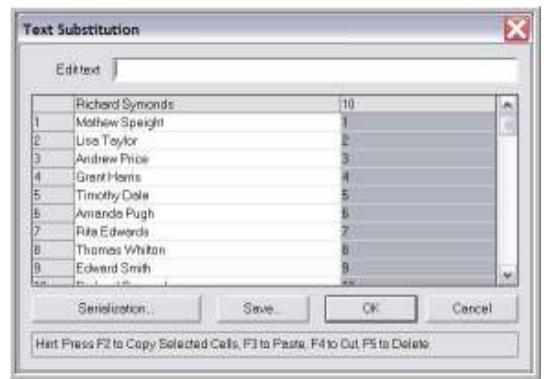 Text Substitution
Edit text
Richard Symonds 10
1 Mathew Speight 1
2 Lisa Taylor 2
3 Andrew Price 3
4 Grant Harris 4
5 Timothy Dale 5
6 Amanda Pugh 6
7 Rita Edwards 7
8 Thomas Whilton 8
9 Edward Smith 9
Serialization... Save... OK Cancel
Hint: Press F2 to Copy Selected Cells, F3 to Paste, F4 to Cut, F5 to Delete